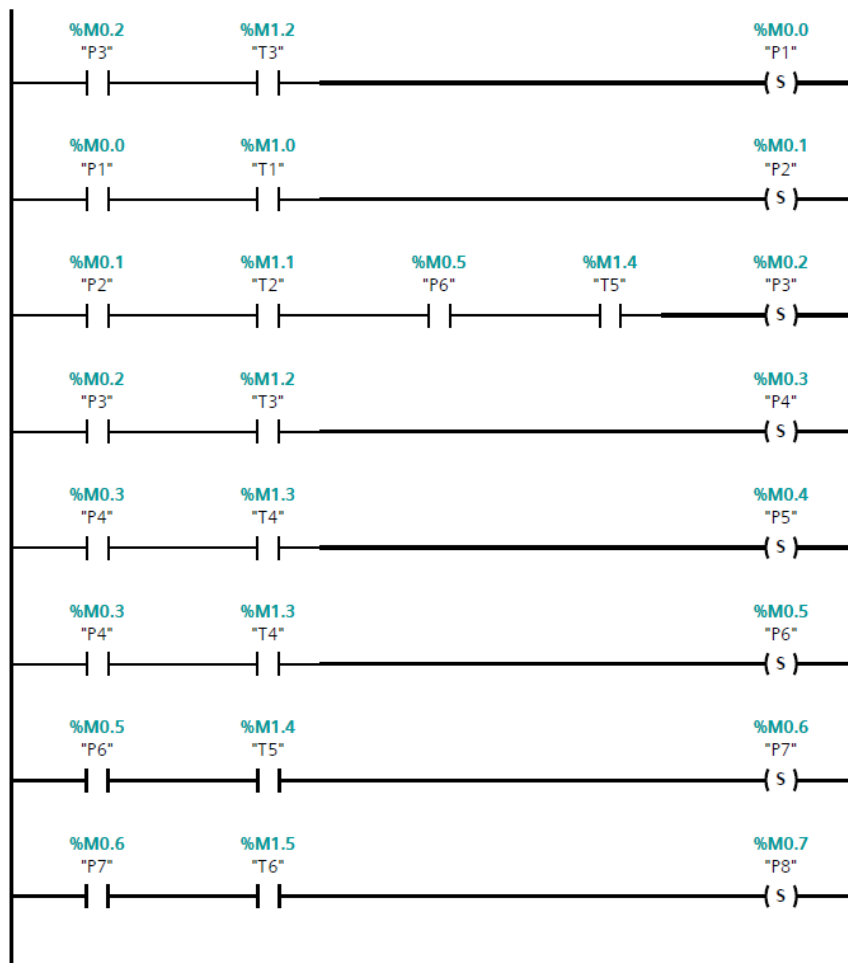 %M0.2 %M1.2 %M0.0
"P3" "T3" "P1"
S
%M0.0 %M1.0 %M0.1
"P1" "T1" "P2"
S
%M0.1 %M1.1 %M0.5 %M1.4 %M0.2
"P2" "T2" "P6" "T5" "P3"
S
%M0.2 %M1.2 %M0.3
"P3" "T3" "P4"
S
%M0.3 %M1.3 %M0.4
"P4" "T4" "P5"
S
%M0.3 %M1.3 %M0.5
"P4" "T4" "P6"
S
%M0.5 %M1.4 %M0.6
"P6" "T5" "P7"
S
%M0.6 %M1.5 %M0.7
"P7" "T6" "P8"
S